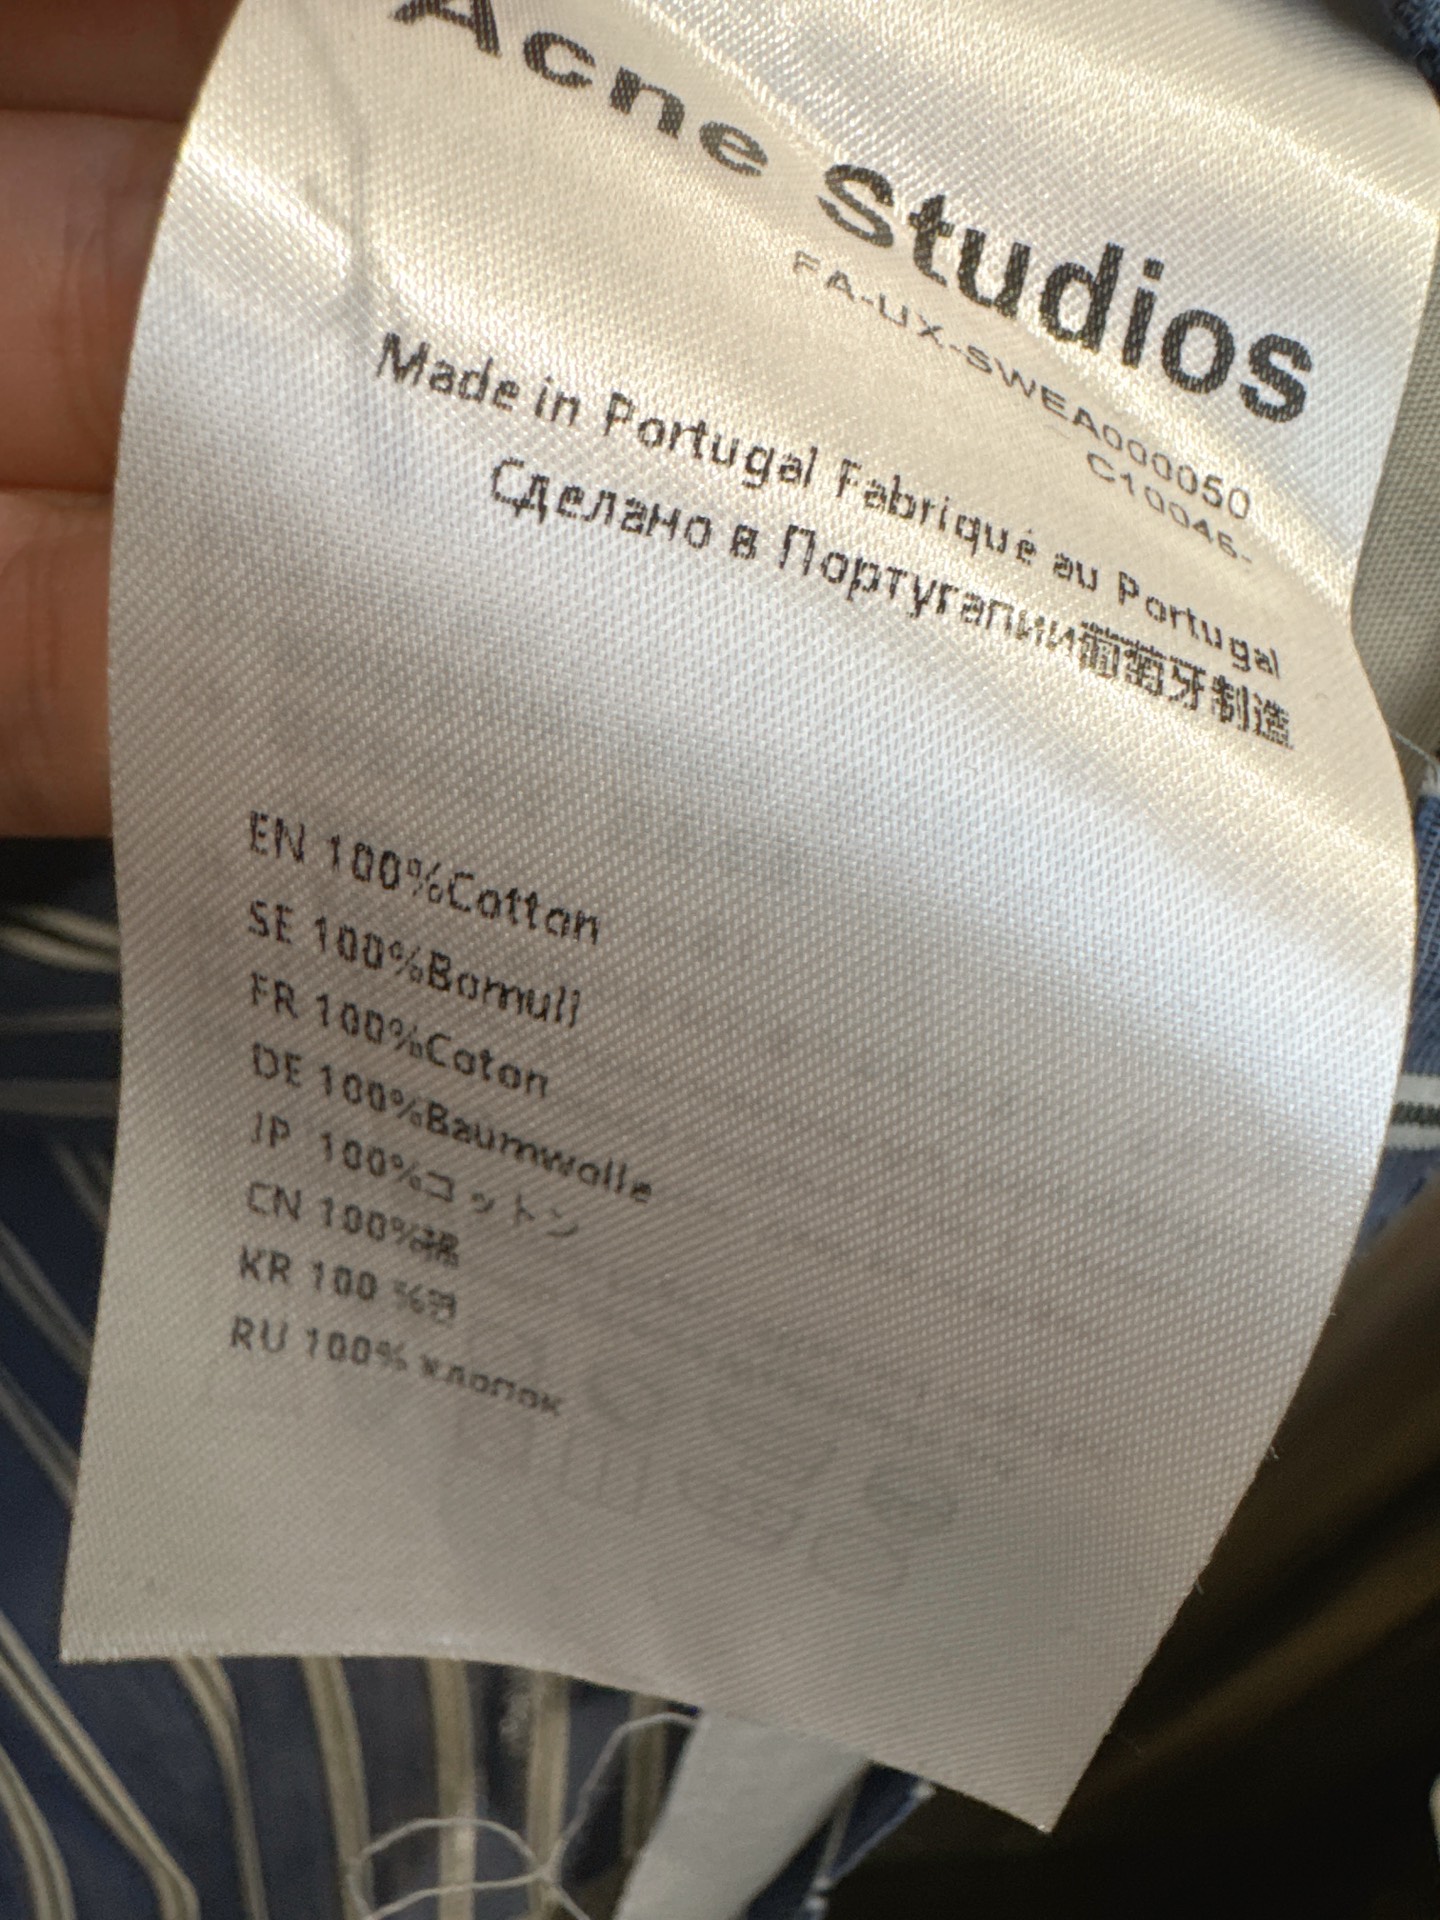 Acne Studios
FA-UX-SWEA000050
C10046-
Made in Portugal Fabriqué au Portugal
Сделано в Португалии葡萄牙制造
EN 100%Cotton
SE 100%Bomull
FR 100%Coton
DE 100%Baumwolle
JP 100%コットン
CN 100%棉
KR 100 %면
RU 100% хлопок